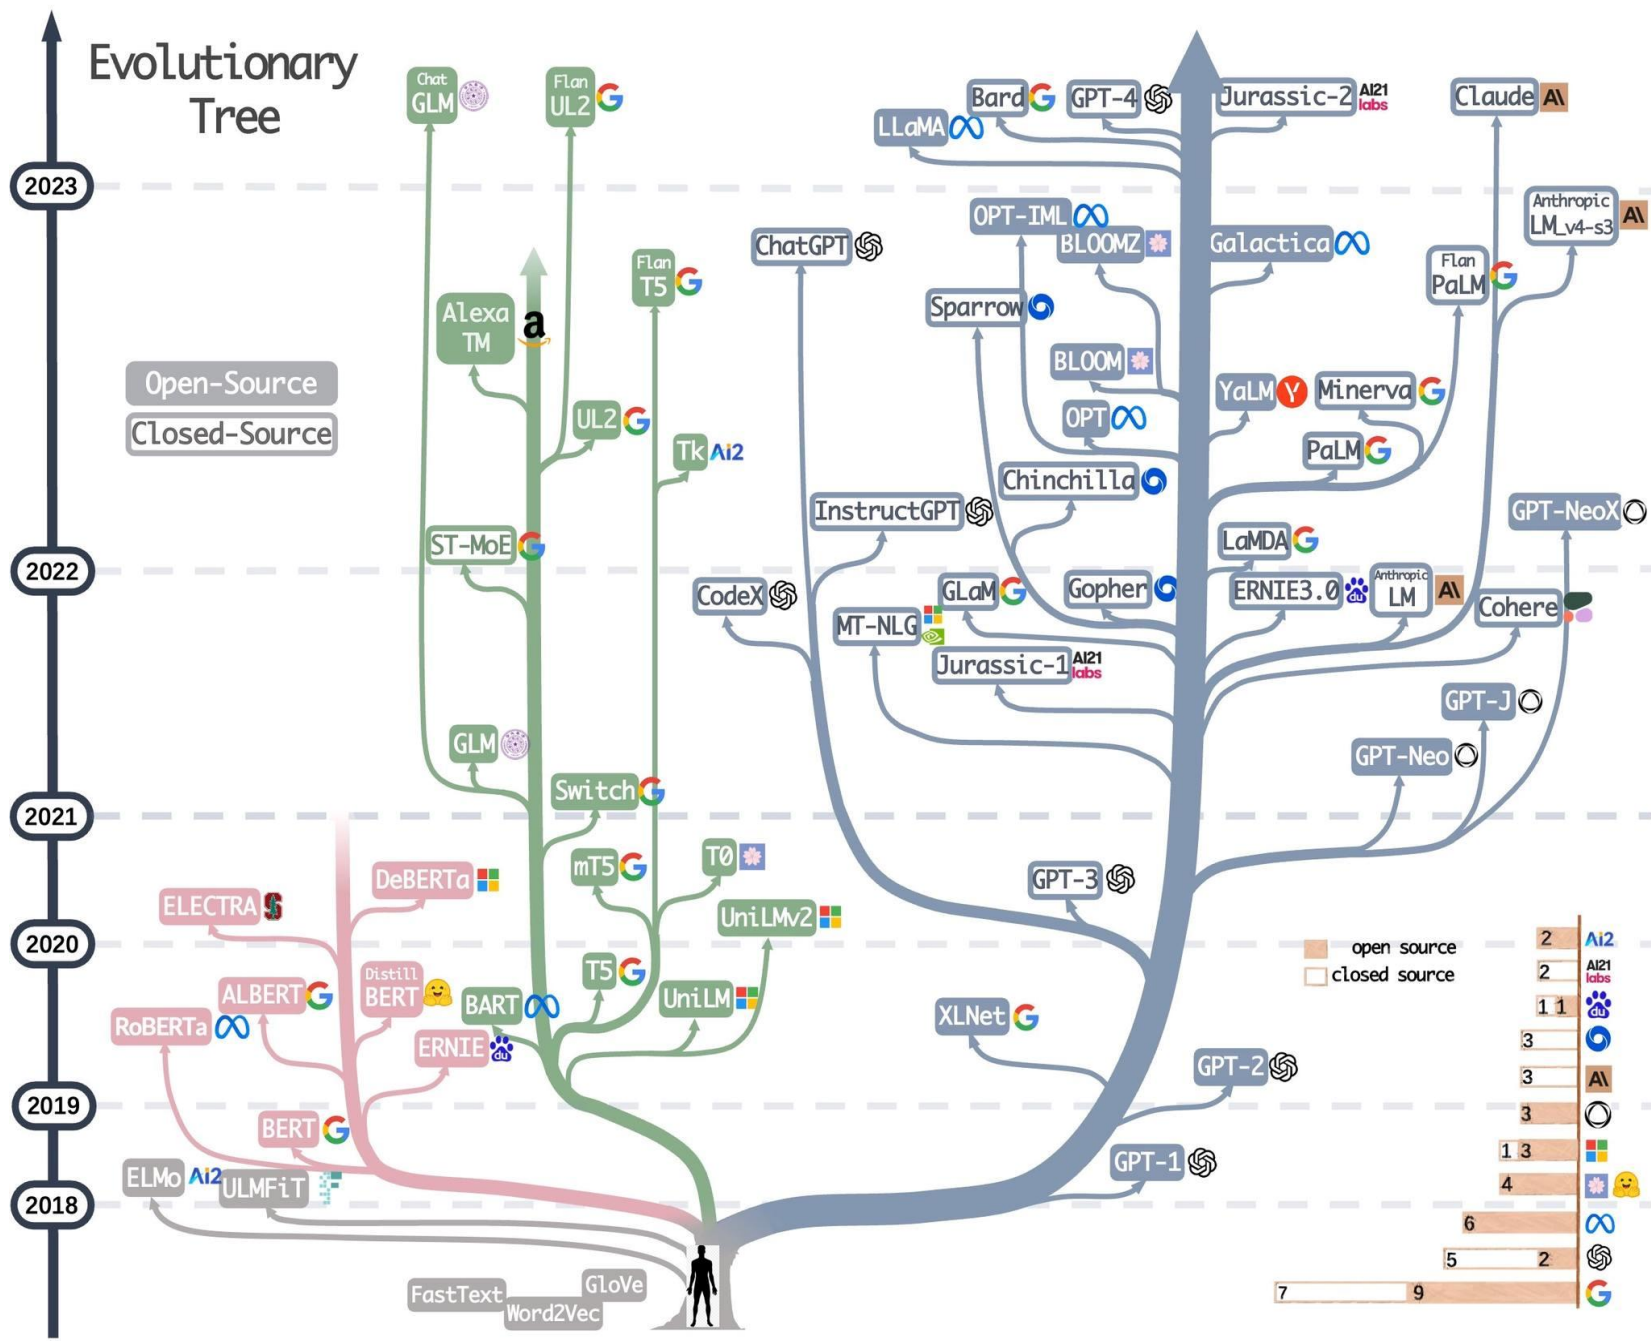 Evolutionary
Tree
2023
2022
2021
2020
2019
2018
Open-Source
Closed-Source
Chat
GLM
Flan
UL2
Alexa
TM
a
Flan
T5
UL2
Tk
Ai2
ST-MoE
GLM
Switch
mT5
T0
UniLMv2
T5
UniLM
BART
DeBERTa
ELECTRA
S
Distill
BERT
ALBERT
RoBERTa
ERNIE
du
BERT
ELMo
Ai2
ULMFiT
FastText
Word2Vec
GloVe
LLaMA
Bard
GPT-4
Jurassic-2
AI21
labs
Claude
A\
Anthropic
LM_v4-s3
A\
OPT-IML
BLOOMZ
Galactica
ChatGPT
Flan
PaLM
Sparrow
BLOOM
YaLM
Y
Minerva
OPT
PaLM
Chinchilla
InstructGPT
GPT-NeoX
LaMDA
CodeX
GLaM
Gopher
ERNIE3.0
du
Anthropic
LM
A\
Cohere
MT-NLG
Jurassic-1
AI21
labs
GPT-J
GPT-Neo
GPT-3
XLNet
GPT-2
GPT-1
open source
closed source
2
Ai2
2
AI21
labs
1 1
du
3
3
A\
3
1 3
4
6
5 2
7 9
G